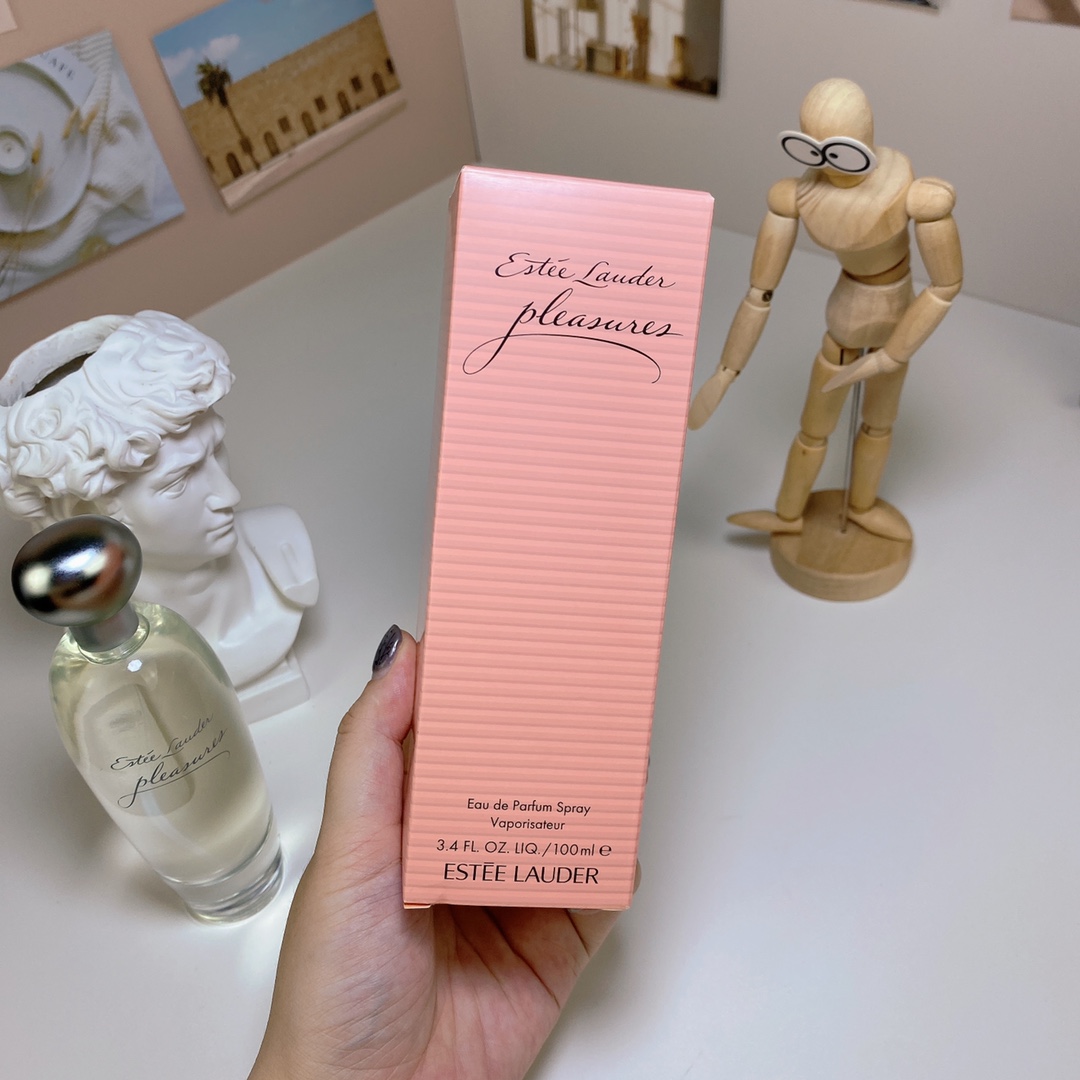 CAFE
Estée Lauder
pleasures
Eau de Parfum Spray
Vaporisateur
3.4 FL. OZ. LIQ./100ml ℮
ESTĒE LAUDER
Estée Lauder
pleasures